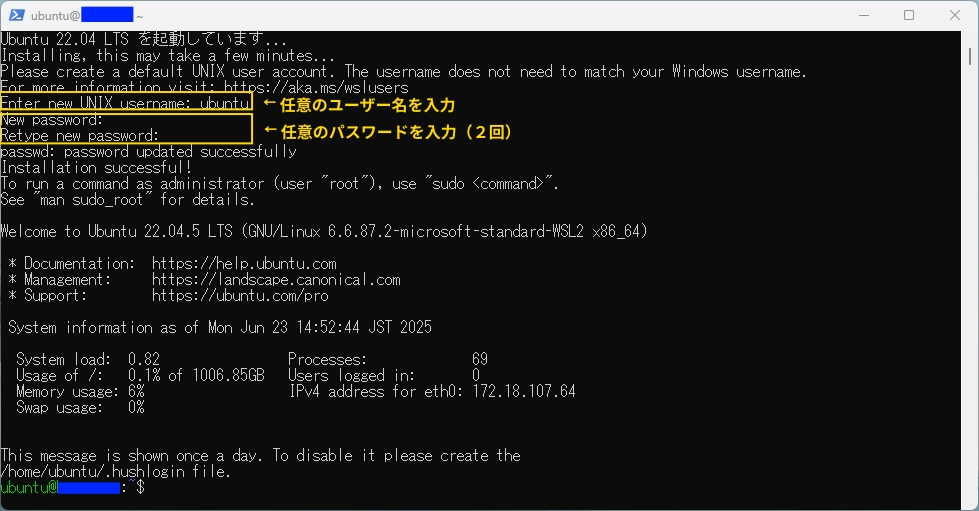 ubuntu@ ~
Ubuntu 22.04 LTS を起動しています...
Installing, this may take a few minutes...
Please create a default UNIX user account. The username does not need to match your Windows username.
For more information visit: https://aka.ms/wslusers
Enter new UNIX username: ubuntu ←任意のユーザー名を入力
New password:
Retype new password: ←任意のパスワードを入力（２回）
passwd: password updated successfully
Installation successful!
To run a command as administrator (user "root"), use "sudo <command>".
See "man sudo_root" for details.
Welcome to Ubuntu 22.04.5 LTS (GNU/Linux 6.6.87.2-microsoft-standard-WSL2 x86_64)
* Documentation: https://help.ubuntu.com
* Management: https://landscape.canonical.com
* Support: https://ubuntu.com/pro
System information as of Mon Jun 23 14:52:44 JST 2025
System load: 0.82 Processes: 69
Usage of /: 0.1% of 1006.85GB Users logged in: 0
Memory usage: 6% IPv4 address for eth0: 172.18.107.64
Swap usage: 0%
This message is shown once a day. To disable it please create the
/home/ubuntu/.hushlogin file.
ubuntu@ :~$